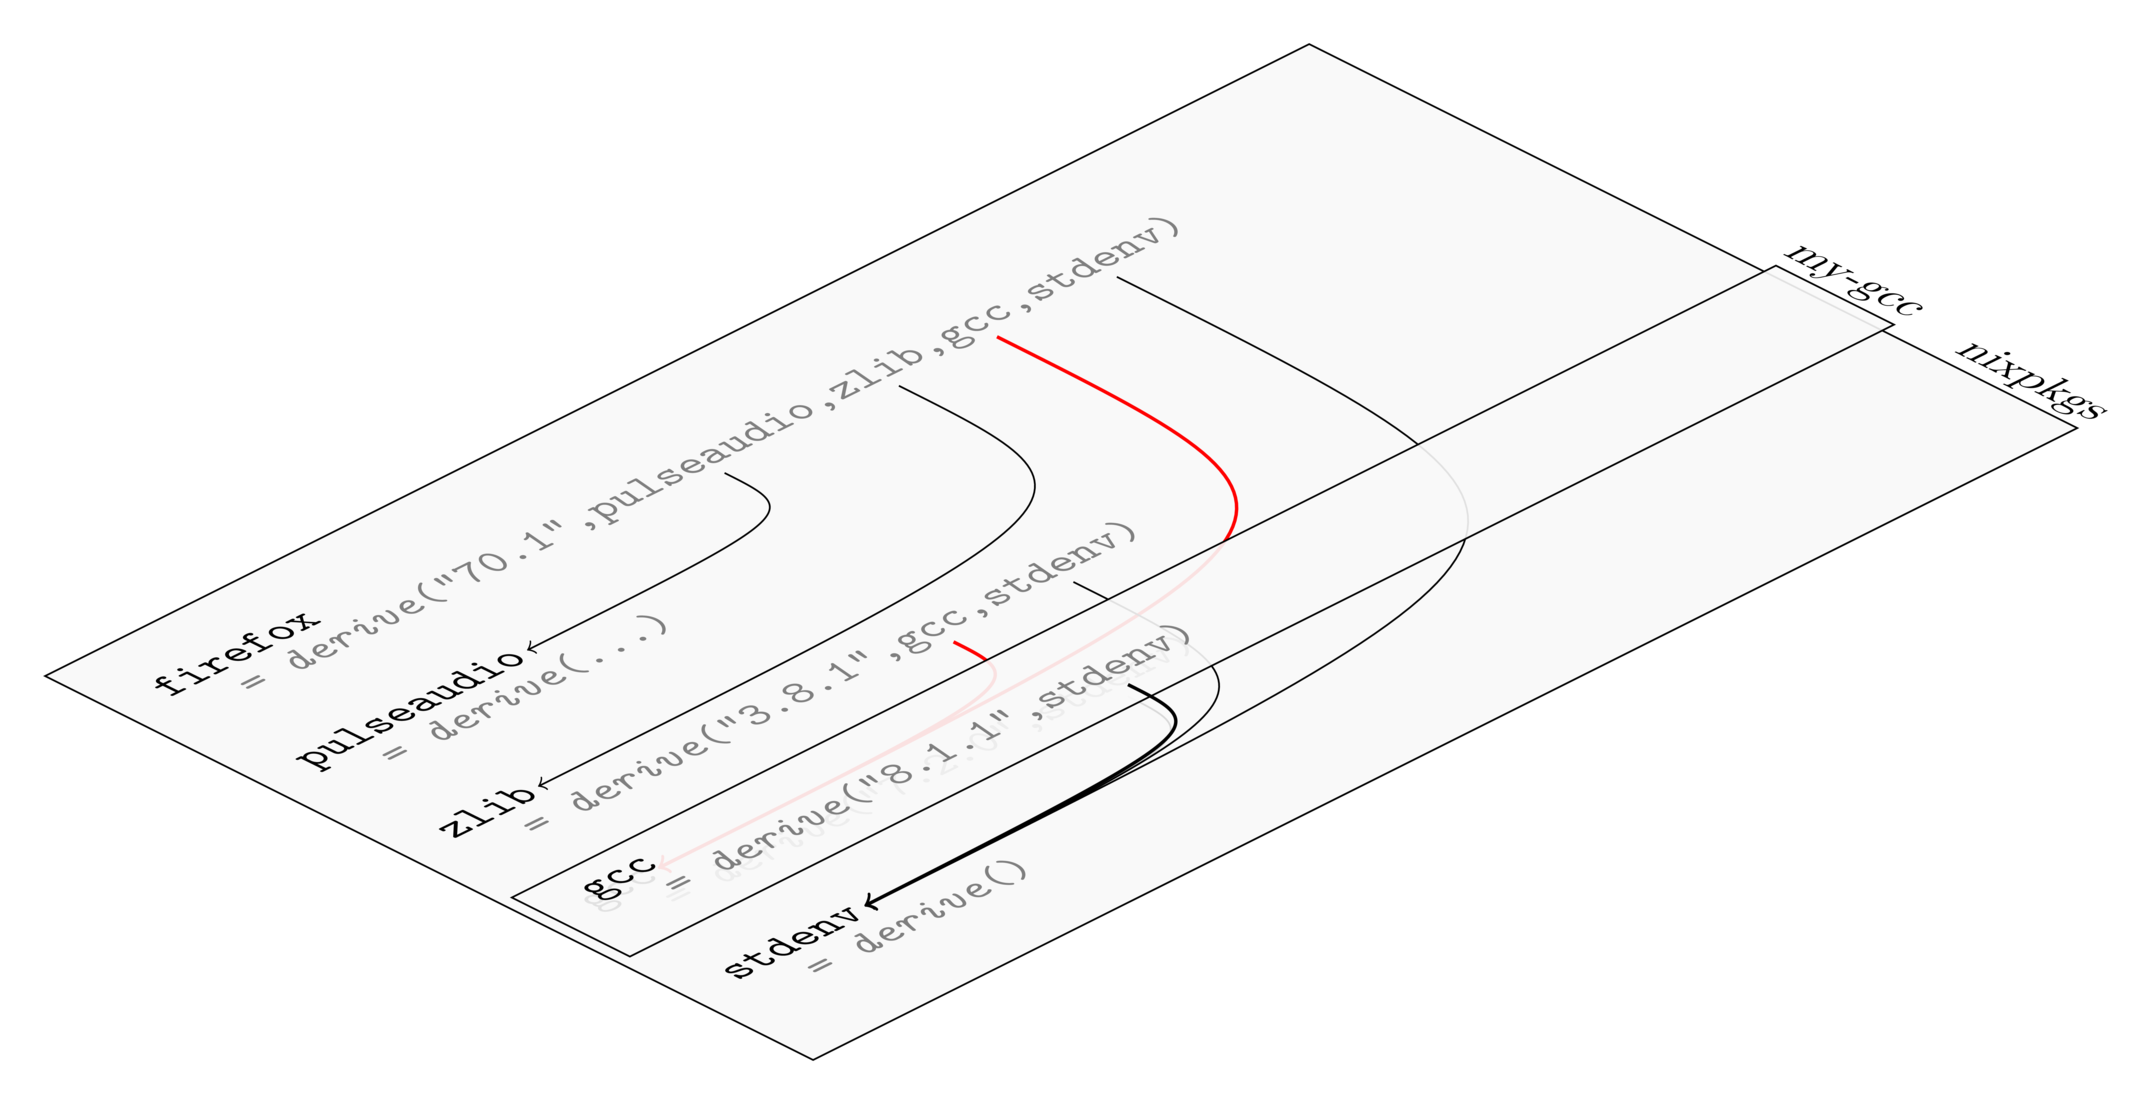 firefox
= derive("70.1",pulseaudio,zlib,gcc,stdenv)
pulseaudio
= derive(...)
zlib
= derive("3.8.1",gcc,stdenv)
gcc
= derive("8.1.1",stdenv)
stdenv
= derive()
my-gcc
nixpkgs